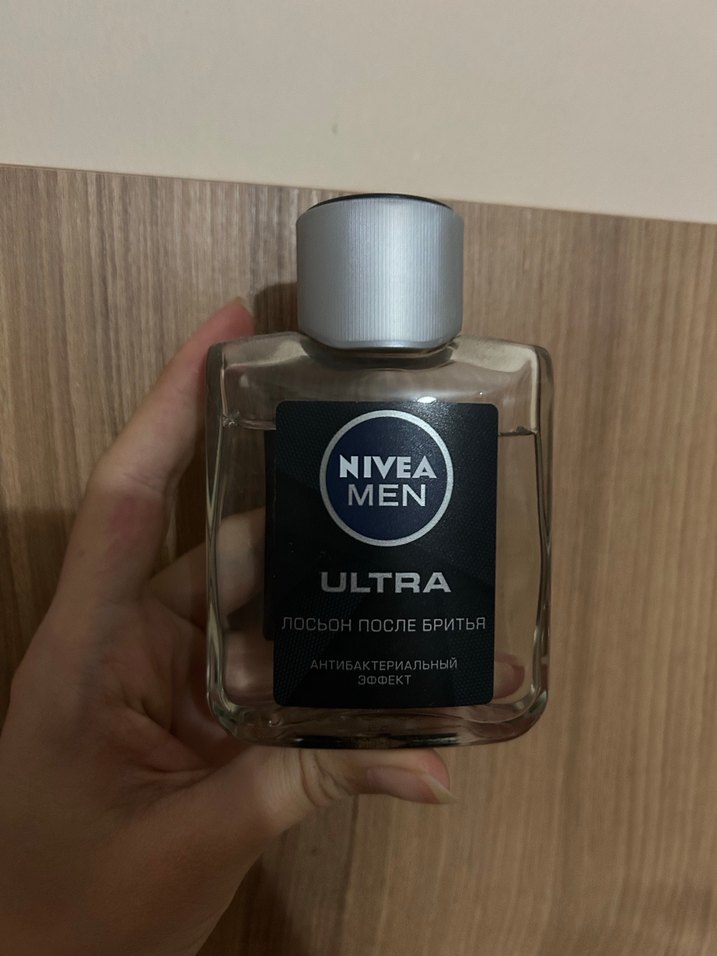 NIVEA
MEN
ULTRA
ЛОСЬОН ПОСЛЕ БРИТЬЯ
АНТИБАКТЕРИАЛЬНЫЙ
ЭФФЕКТ